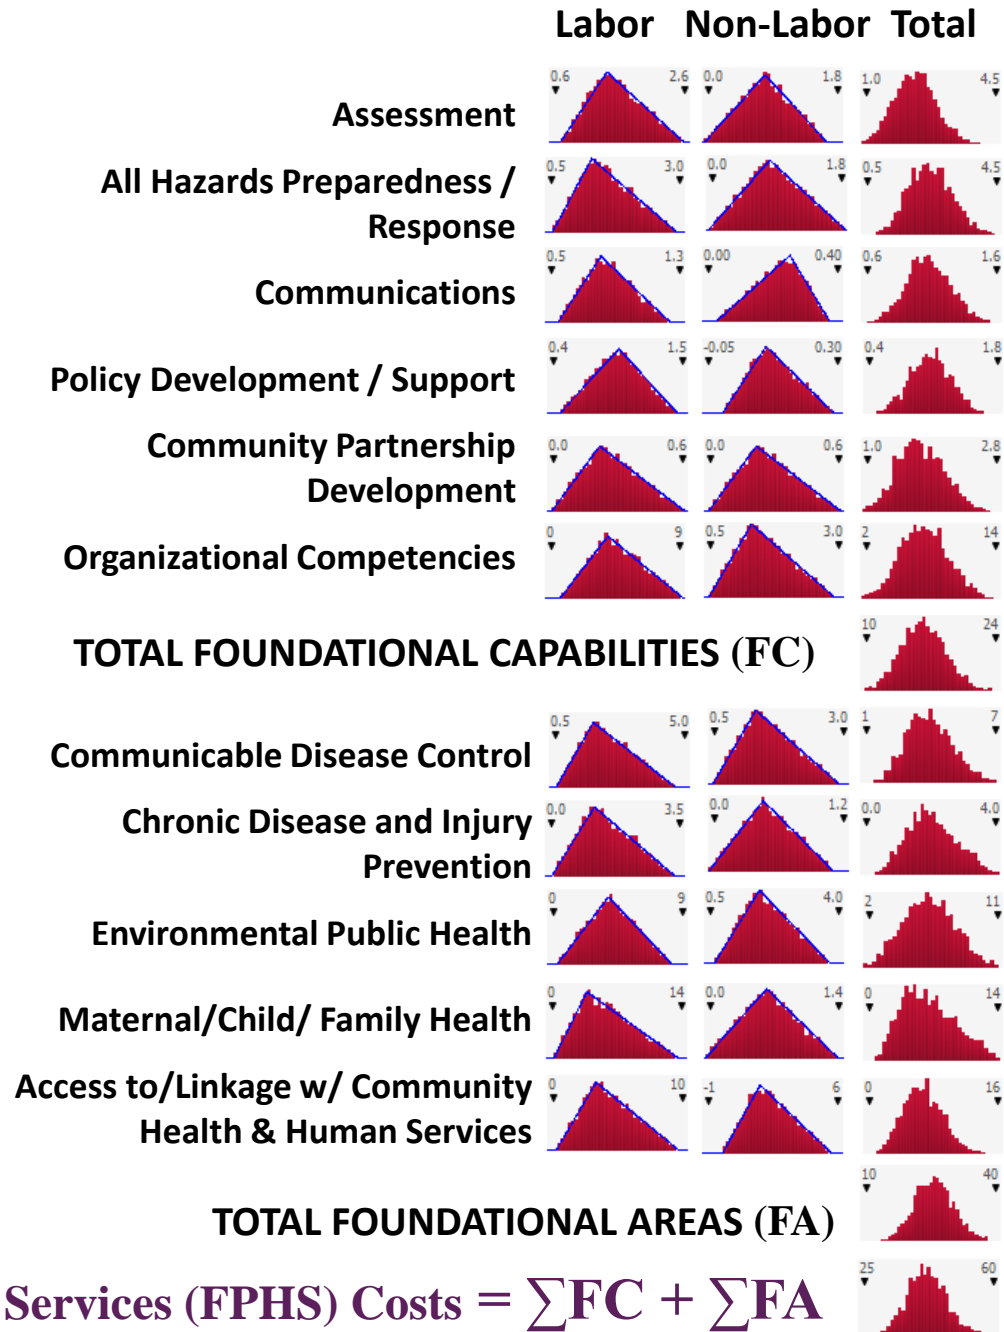 Labor Non-Labor Total
Assessment
0.6 2.6 0.0 1.8 1.0 4.5
All Hazards Preparedness /
Response
0.5 3.0 0.0 1.8 0.5 4.5
Communications
0.5 1.3 0.00 0.40 0.6 1.6
Policy Development / Support
0.4 1.5 -0.05 0.30 0.4 1.8
Community Partnership
Development
0.0 0.6 0.0 0.6 1.0 2.8
Organizational Competencies
0 9 0.5 3.0 2 14
TOTAL FOUNDATIONAL CAPABILITIES (FC)
10 24
Communicable Disease Control
0.5 5.0 0.5 3.0 1 7
Chronic Disease and Injury
Prevention
0.0 3.5 0.0 1.2 0.0 4.0
Environmental Public Health
0 9 0.5 4.0 2 11
Maternal/Child/ Family Health
0 14 0.0 1.4 0 14
Access to/Linkage w/ Community
Health & Human Services
0 10 -1 6 0 16
TOTAL FOUNDATIONAL AREAS (FA)
10 40
Services (FPHS) Costs = ∑FC + ∑FA
25 60